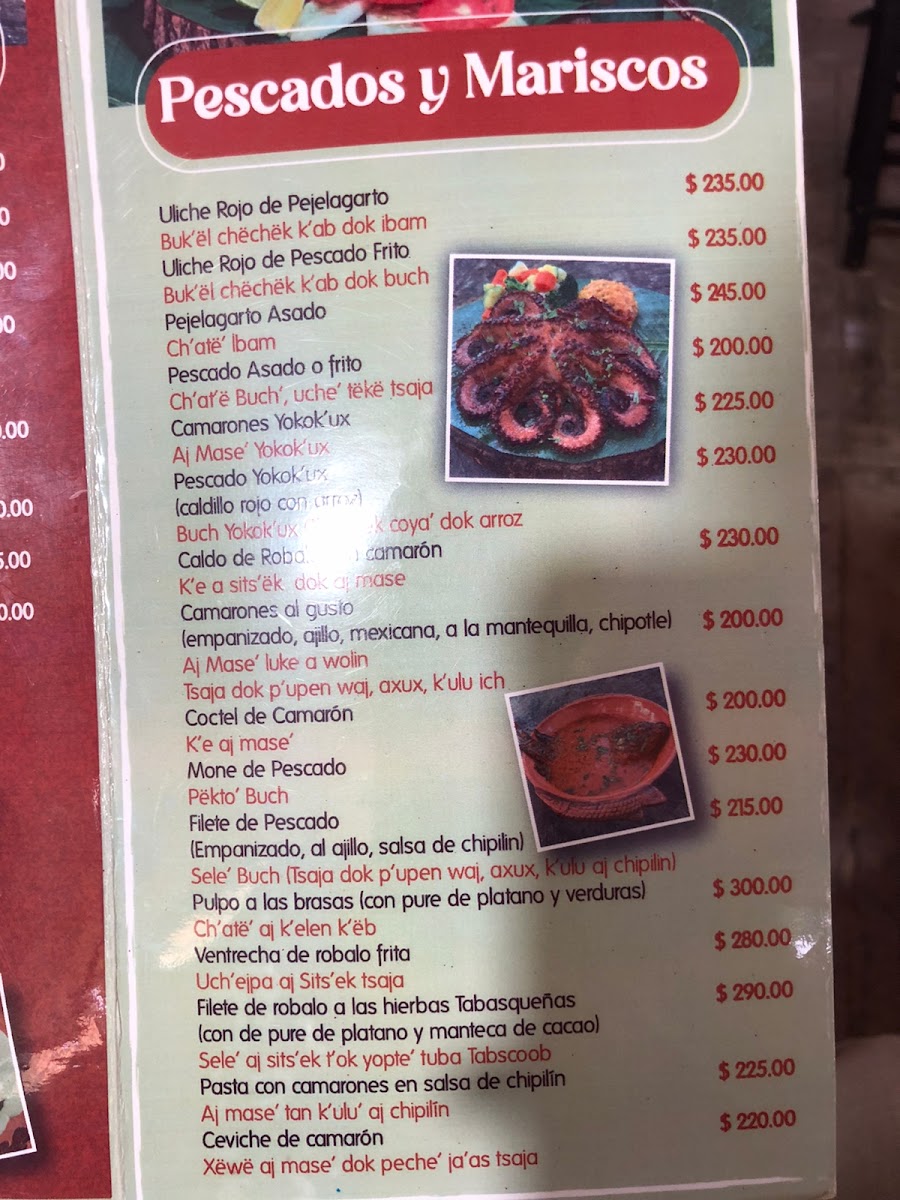 Pescados y Mariscos
Uliche Rojo de Pejelagarto $ 235.00
Buk'ël chëchëk k'ab dok ibam
Uliche Rojo de Pescado Frito $ 235.00
Buk'ël chëchëk k'ab dok buch
Pejelagarto Asado $ 245.00
Ch'atë' Ibam
Pescado Asado o frito $ 200.00
Ch'at'ë Buch', uche' tëkë tsaja
Camarones Yokok'ux $ 225.00
Aj Mase' Yokok'ux
Pescado Yokok'ux $ 230.00
(caldillo rojo con arroz)
Buch Yokok'ux coya' dok arroz
Caldo de camarón $ 230.00
K'e a sits'ëk dok aj mase
Camarones al gusto
(empanizado, ajillo, mexicana, a la mantequilla, chipotle) $ 200.00
Aj Mase' luke a wolin
Tsaja dok p'upen waj, axux, k'ulu ich
Coctel de Camarón $ 200.00
K'e aj mase'
Mone de Pescado $ 230.00
Pëkto' Buch
Filete de Pescado $ 215.00
(Empanizado, al ajillo, salsa de chipilin)
Sele' Buch (Tsaja dok p'upen waj, axux, k'ulu aj chipilin)
Pulpo a las brasas (con pure de platano y verduras) $ 300.00
Ch'atë' aj k'elen k'ëb
Ventrecha de robalo frita $ 280.00
Uch'ejpa aj Sits'ek tsaja
Filete de robalo a las hierbas Tabasqueñas $ 290.00
(con de pure de platano y manteca de cacao)
Sele' aj sits'ek t'ok yopte' tuba Tabscoob
Pasta con camarones en salsa de chipilín $ 225.00
Aj mase' tan k'ulu' aj chipilín
Ceviche de camarón $ 220.00
Xëwë aj mase' dok peche' ja'as tsaja